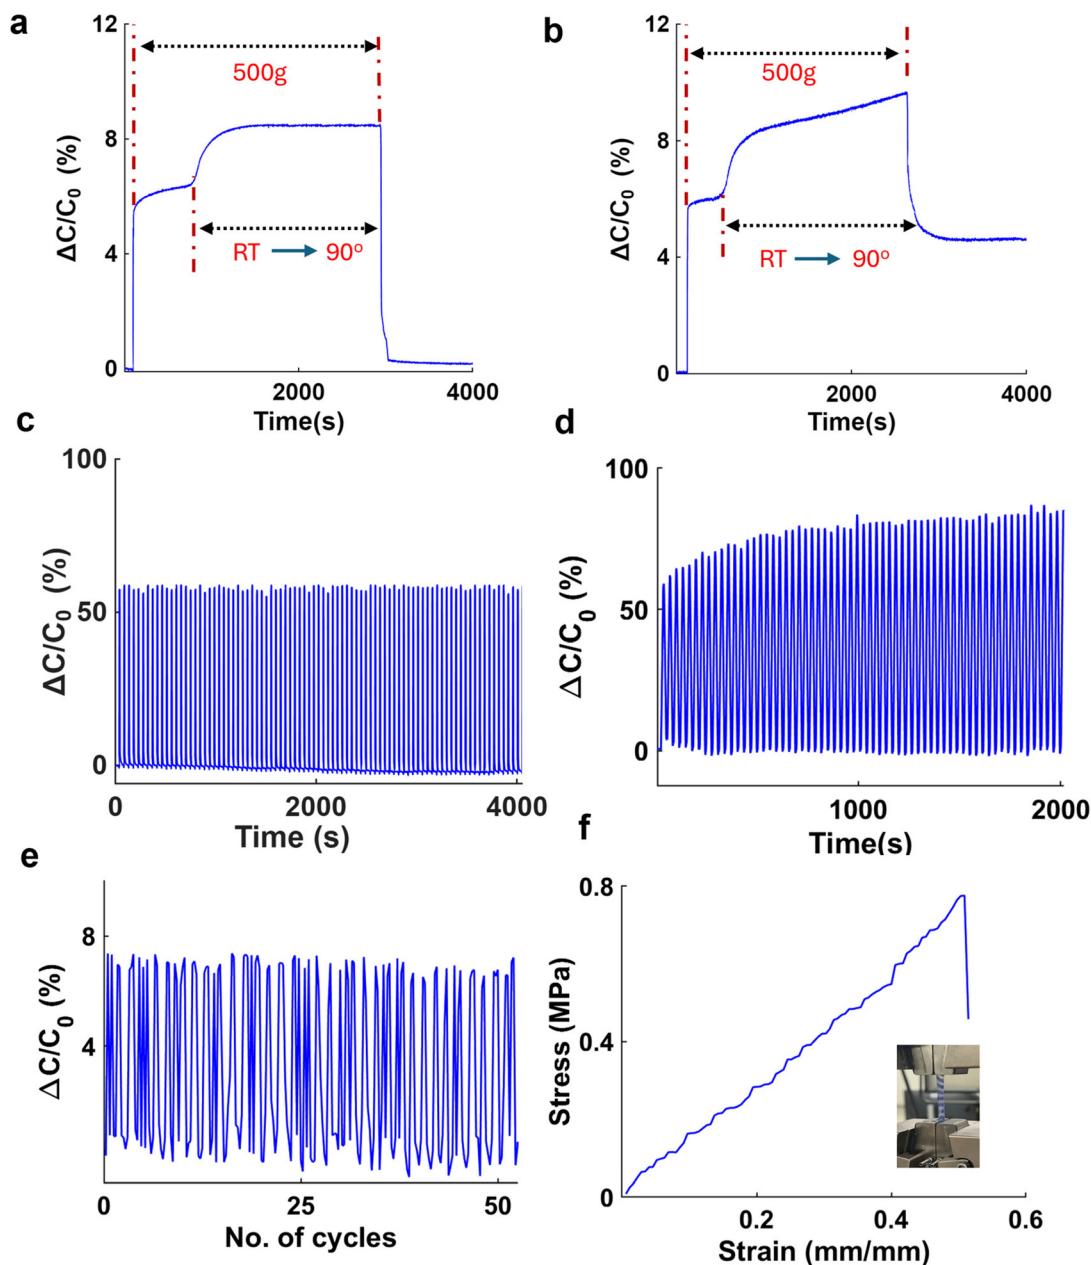 a
12
500g
8
ΔC/C₀ (%)
RT → 90°
4
0
2000 4000
Time(s)
b
12
500g
8
ΔC/C₀ (%)
RT → 90°
4
0
2000 4000
Time(s)
c
100
ΔC/C₀ (%)
50
0
0 2000 4000
Time (s)
d
100
ΔC/C₀ (%)
50
0
1000 2000
Time(s)
e
8
ΔC/C₀ (%)
4
0 25 50
No. of cycles
f
0.8
Stress (MPa)
0.4
0
0.2 0.4 0.6
Strain (mm/mm)